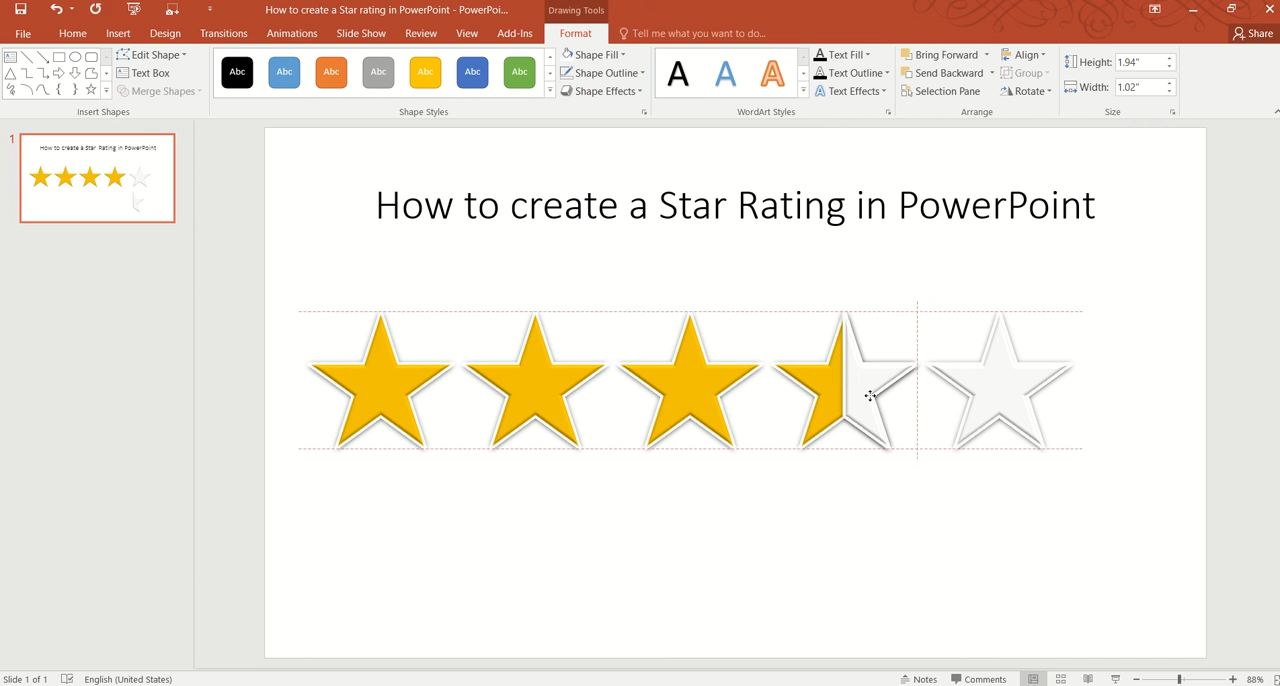 How to create a Star rating in PowerPoint - PowerPoi...
Drawing Tools
File Home Insert Design Transitions Animations Slide Show Review View Add-Ins Format Tell me what you want to do... Share
Edit Shape
Text Box
Merge Shapes
Insert Shapes
Abc Abc Abc Abc Abc Abc Abc
Shape Fill
Shape Outline
Shape Effects
Shape Styles
A A A
Text Fill
Text Outline
Text Effects
WordArt Styles
Bring Forward
Send Backward
Selection Pane
Align
Group
Rotate
Arrange
Height: 1.94"
Width: 1.02"
Size
1
How to create a Star Rating in PowerPoint
How to create a Star Rating in PowerPoint
Slide 1 of 1 English (United States) Notes Comments 88%